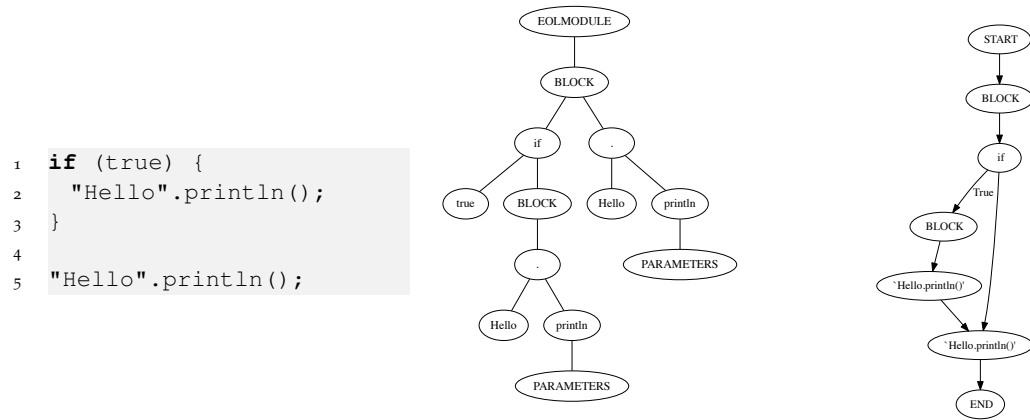 1 if (true) {
2 "Hello".println();
3 }
4
5 "Hello".println();
EOLMODULE
BLOCK
if .
true BLOCK Hello println
. PARAMETERS
Hello println
PARAMETERS
START
BLOCK
if
True
BLOCK
`Hello.println()'
`Hello.println()'
END